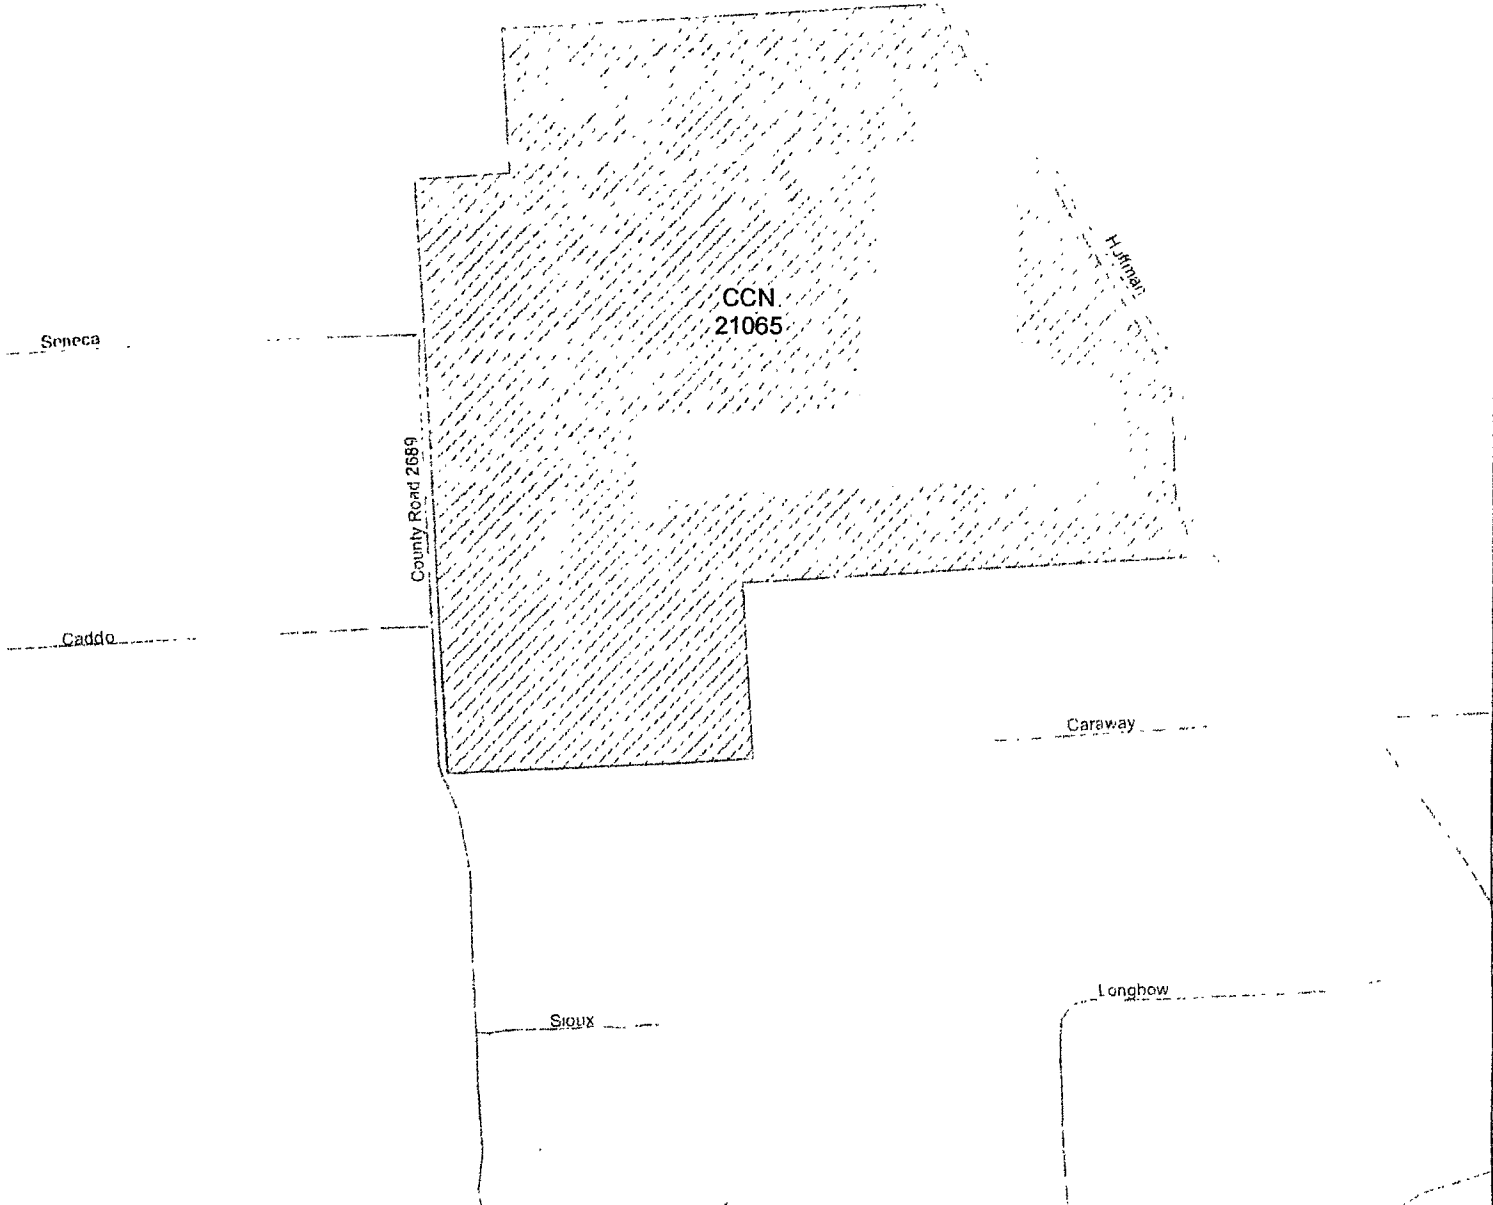 Huffman
CCN
21065
Seneca
County Road 2689
Caddo
Caraway
Longbow
Sioux